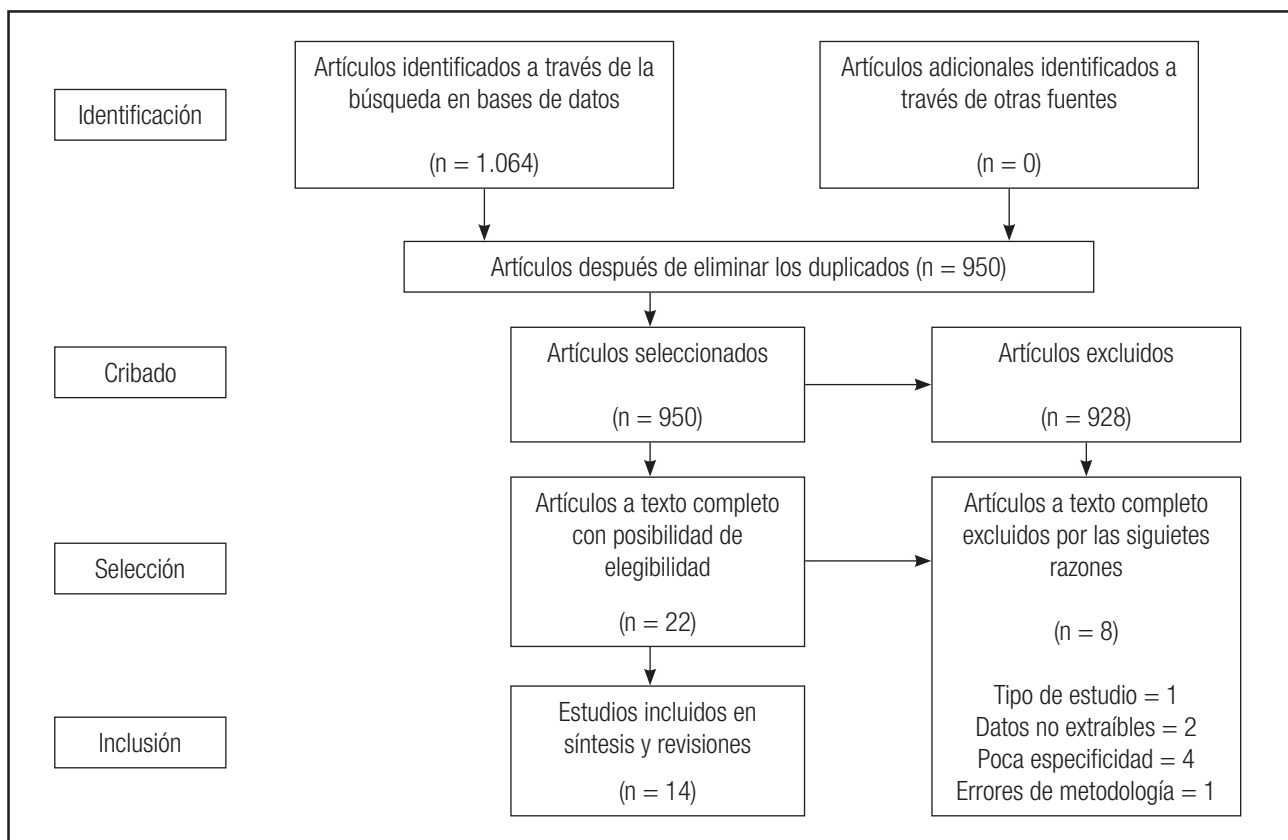 Identificación
Artículos identificados a través de la
búsqueda en bases de datos
(n = 1.064)
Artículos adicionales identificados a
través de otras fuentes
(n = 0)
Artículos después de eliminar los duplicados (n = 950)
Cribado
Artículos seleccionados
(n = 950)
Artículos excluidos
(n = 928)
Selección
Artículos a texto completo
con posibilidad de
elegibilidad
(n = 22)
Artículos a texto completo
excluidos por las siguietes
razones
(n = 8)
Tipo de estudio = 1
Datos no extraíbles = 2
Poca especificidad = 4
Errores de metodología = 1
Inclusión
Estudios incluidos en
síntesis y revisiones
(n = 14)